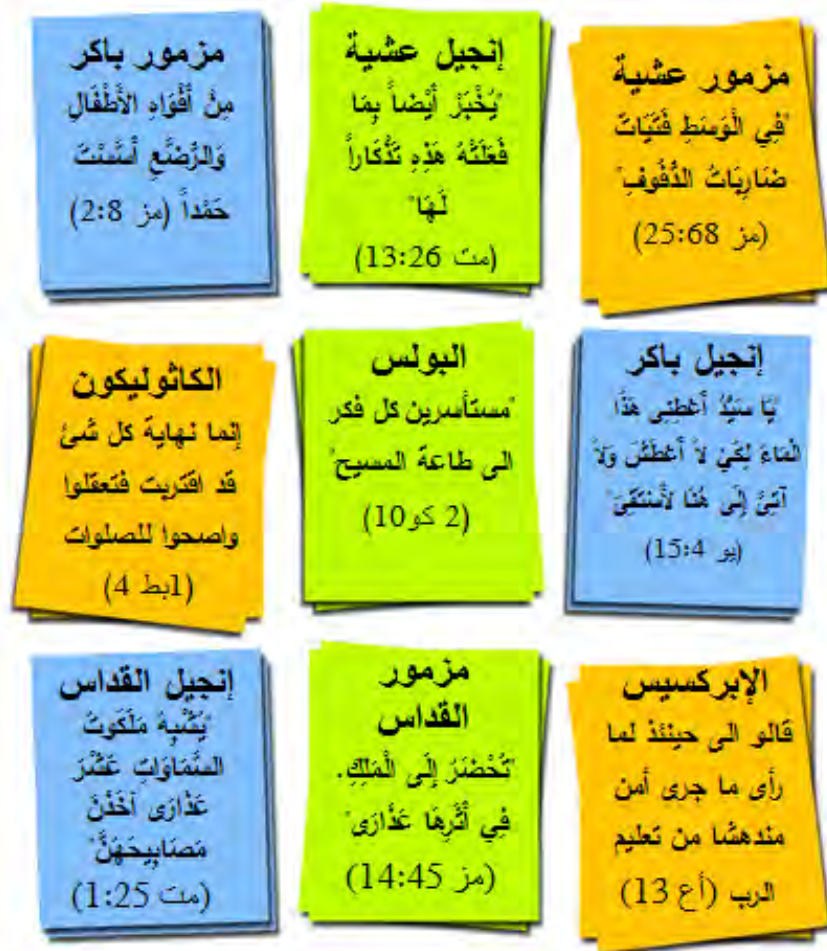 مزمور عشية
"فِي الْوَسَطِ فَتَيَاتٌ
ضَارِبَاتُ الدُّفُوفِ"
(مز 25:68)
إنجيل عشية
"يُخْبَرْ أَيْضاً بِمَا
فَعَلَتْهُ هَذِهِ تَذْكَاراً
لَهَا"
(مت 13:26)
مزمور باكر
مِنْ أَفْوَاهِ الأَطْفَالِ
وَالرُّضَّعِ أَسَّسْتَ
حَمْداً (مز 2:8)
إنجيل باكر
"يَا سَيِّدُ أَعْطِنِي هَذَا
الْمَاءَ لِكَيْ لاَ أَعْطَشَ وَلاَ
آتِيَ إِلَى هُنَا لأَسْتَقِيَ"
(يو 15:4)
البولس
"مستأسرين كل فكر
الى طاعة المسيح"
(2 كو10)
الكاثوليكون
إنما نهاية كل شئ
قد اقتربت فتعقلوا
واصحوا للصلوات
(1بط 4)
الإبركسيس
قالو الى حينئذ لما
رأى ما جرى أمن
مندهشا من تعليم
الرب (أع 13)
مزمور
القداس
"تُحْضَرُ إِلَى الْمَلِكِ.
فِي أَثَرِهَا عَذَارَى"
(مز 14:45)
إنجيل القداس
"يُشْبِهُ مَلَكُوتُ
السَّمَاوَاتِ عَشْرَ
عَذَارَى أَخَذْنَ
مَصَابِيحَهُنَّ"
(مت 1:25)